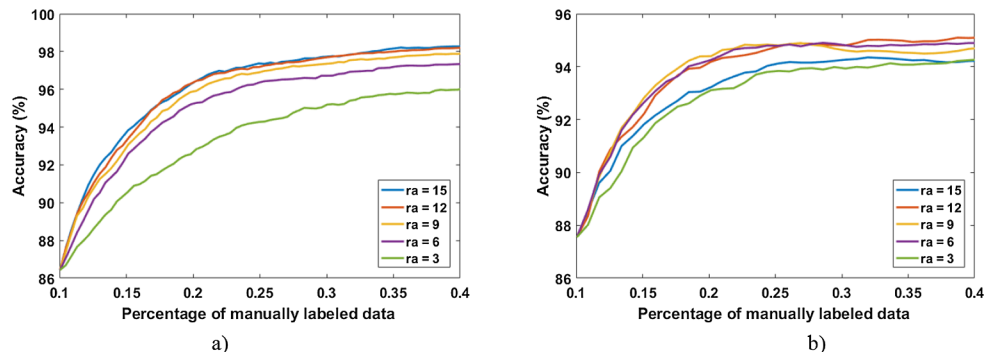 100
98
96
94
92
90
88
86
Accuracy (%)
0.1 0.15 0.2 0.25 0.3 0.35 0.4
Percentage of manually labeled data
ra = 15
ra = 12
ra = 9
ra = 6
ra = 3
a)
96
94
92
90
88
86
Accuracy (%)
0.1 0.15 0.2 0.25 0.3 0.35 0.4
Percentage of manually labeled data
ra = 15
ra = 12
ra = 9
ra = 6
ra = 3
b)